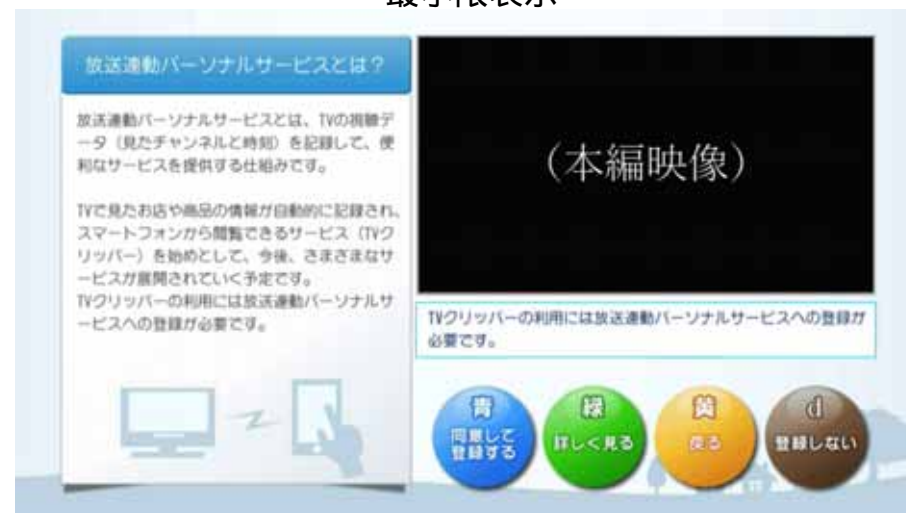 最小限表示
放送連動パーソナルサービスとは？
放送連動パーソナルサービスとは、TVの視聴デ
ータ（見たチャンネルと時刻）を記録して、便
利なサービスを提供する仕組みです。
TVで見たお店や商品の情報が自動的に記録され、
スマートフォンから閲覧できるサービス（TVク
リッパー）を始めとして、今後、さまざまなサ
ービスが展開されていく予定です。
TVクリッパーの利用には放送連動パーソナルサ
ービスへの登録が必要です。
（本編映像）
TVクリッパーの利用には放送連動パーソナルサービスへの登録が
必要です。
青
同意して
登録する
緑
詳しく見る
黄
戻る
d
登録しない